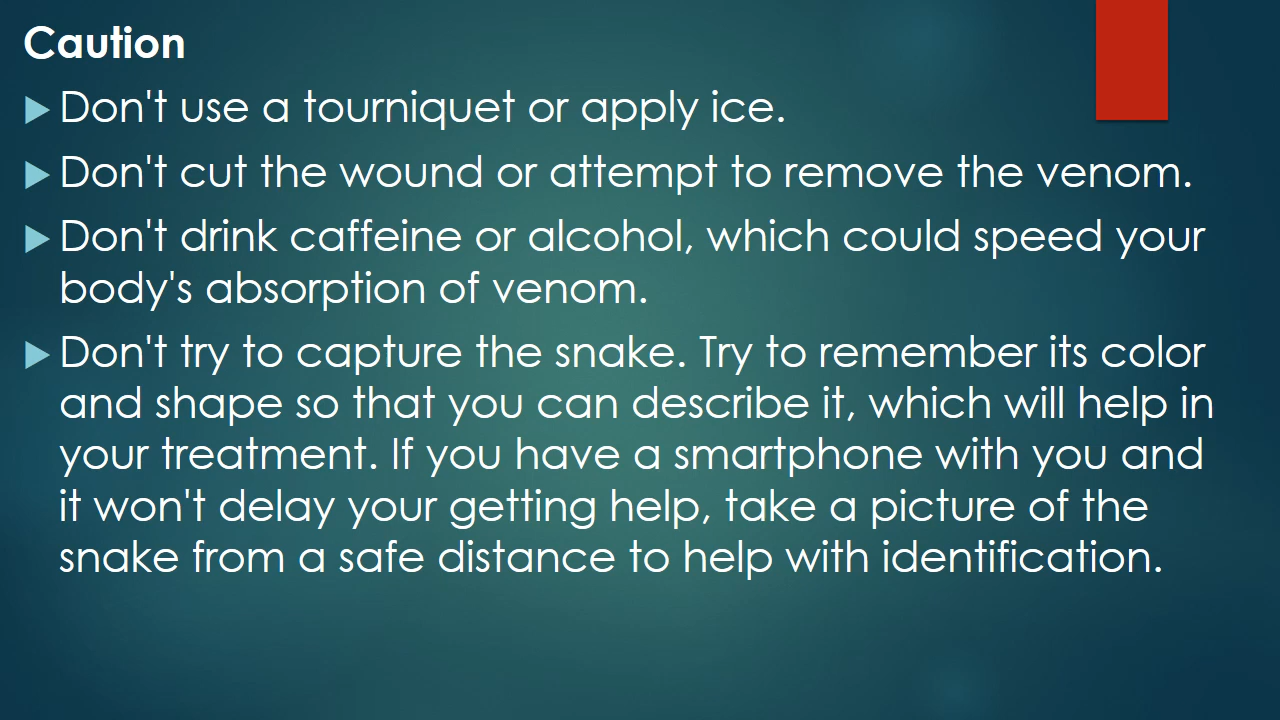 Caution
Don't use a tourniquet or apply ice.
Don't cut the wound or attempt to remove the venom.
Don't drink caffeine or alcohol, which could speed your
body's absorption of venom.
Don't try to capture the snake. Try to remember its color
and shape so that you can describe it, which will help in
your treatment. If you have a smartphone with you and
it won't delay your getting help, take a picture of the
snake from a safe distance to help with identification.